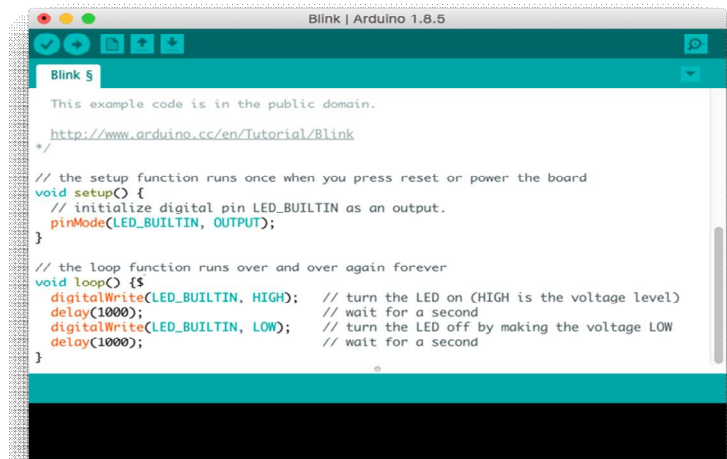 Blink | Arduino 1.8.5
Blink §
This example code is in the public domain.
http://www.arduino.cc/en/Tutorial/Blink
*/
// the setup function runs once when you press reset or power the board
void setup() {
// initialize digital pin LED_BUILTIN as an output.
pinMode(LED_BUILTIN, OUTPUT);
}
// the loop function runs over and over again forever
void loop() {$
digitalWrite(LED_BUILTIN, HIGH); // turn the LED on (HIGH is the voltage level)
delay(1000); // wait for a second
digitalWrite(LED_BUILTIN, LOW); // turn the LED off by making the voltage LOW
delay(1000); // wait for a second
}